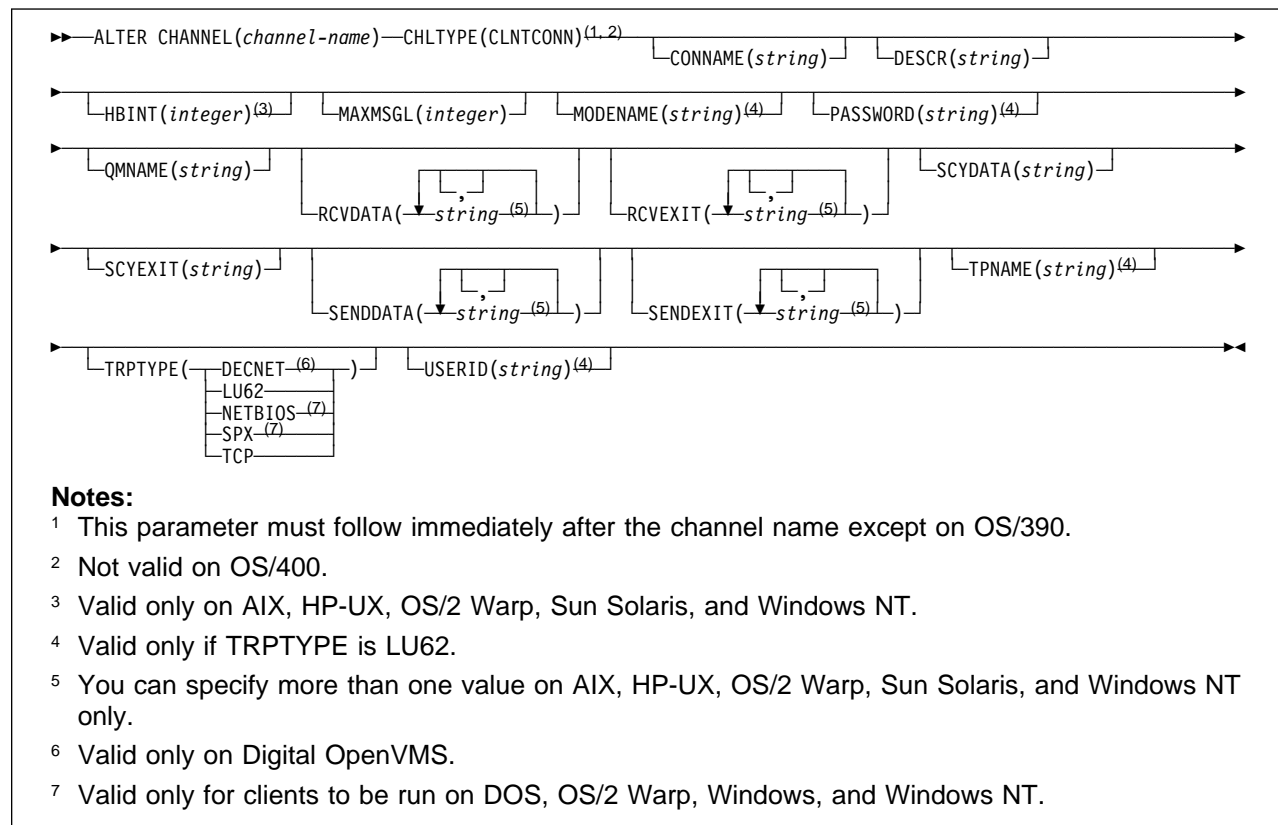 ALTER CHANNEL(channel-name) CHLTYPE(CLNTCONN) (1, 2)
CONNAME(string) DESCR(string)
HBINT(integer) (3) MAXMSGL(integer) MODENAME(string) (4) PASSWORD(string) (4)
QMNAME(string) , , SCYDATA(string)
RCVDATA( string (5) ) RCVEXIT( string (5) )
SCYEXIT(string) , , TPNAME(string) (4)
SENDDATA( string (5) ) SENDEXIT( string (5) )
TRPTYPE( DECNET (6) ) USERID(string) (4)
LU62
NETBIOS (7)
SPX (7)
TCP
Notes:
1 This parameter must follow immediately after the channel name except on OS/390.
2 Not valid on OS/400.
3 Valid only on AIX, HP-UX, OS/2 Warp, Sun Solaris, and Windows NT.
4 Valid only if TRPTYPE is LU62.
5 You can specify more than one value on AIX, HP-UX, OS/2 Warp, Sun Solaris, and Windows NT
only.
6 Valid only on Digital OpenVMS.
7 Valid only for clients to be run on DOS, OS/2 Warp, Windows, and Windows NT.